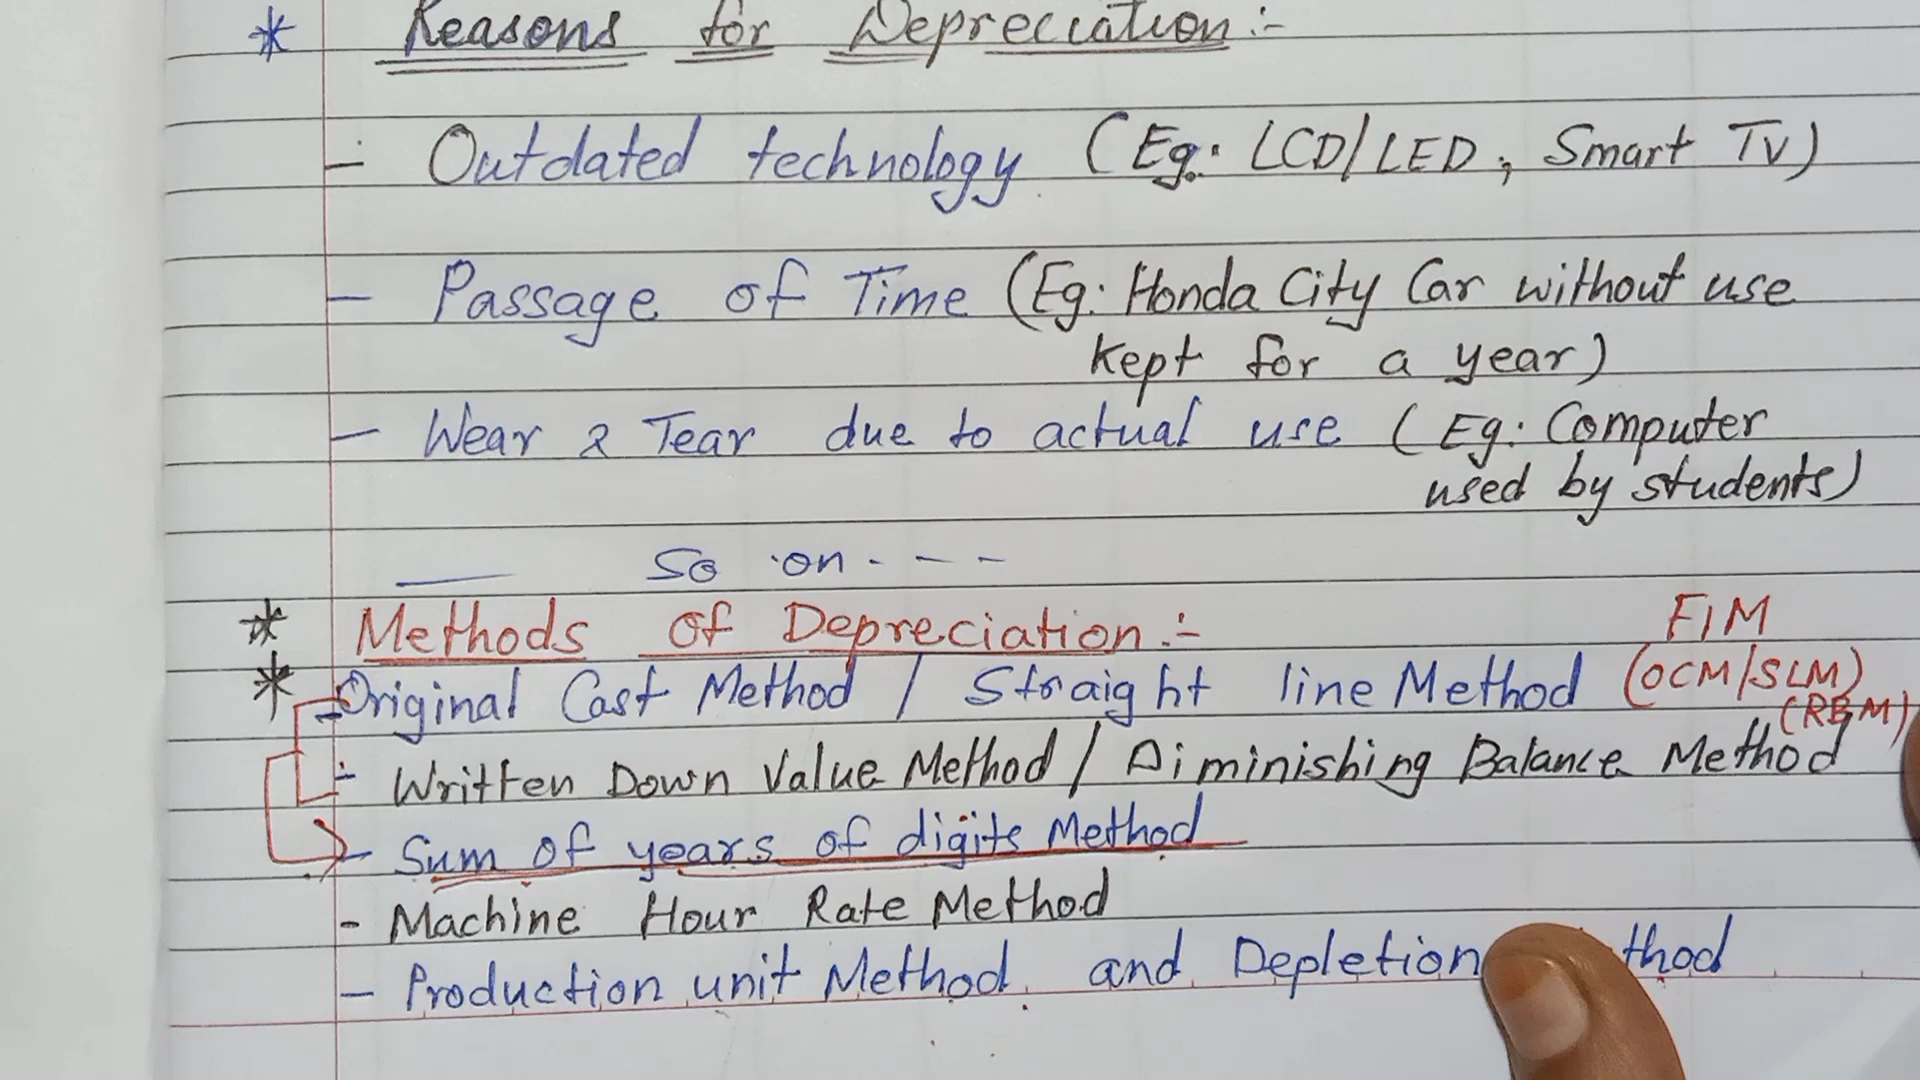 * Reasons for Depreciation :-
- Outdated technology (Eg: LCD/LED, Smart TV)
- Passage of Time (Eg: Honda City Car without use
kept for a year)
- Wear & Tear due to actual use (Eg: Computer
used by students)
— So on - - -
* Methods of Depreciation :-
FIM
* - Original Cost Method / Straight line Method (OCM/SLM)
(RBM)
- Written Down Value Method / Diminishing Balance Method
- Sum of years of digits Method
- Machine Hour Rate Method
- Production unit Method and Depletion thod